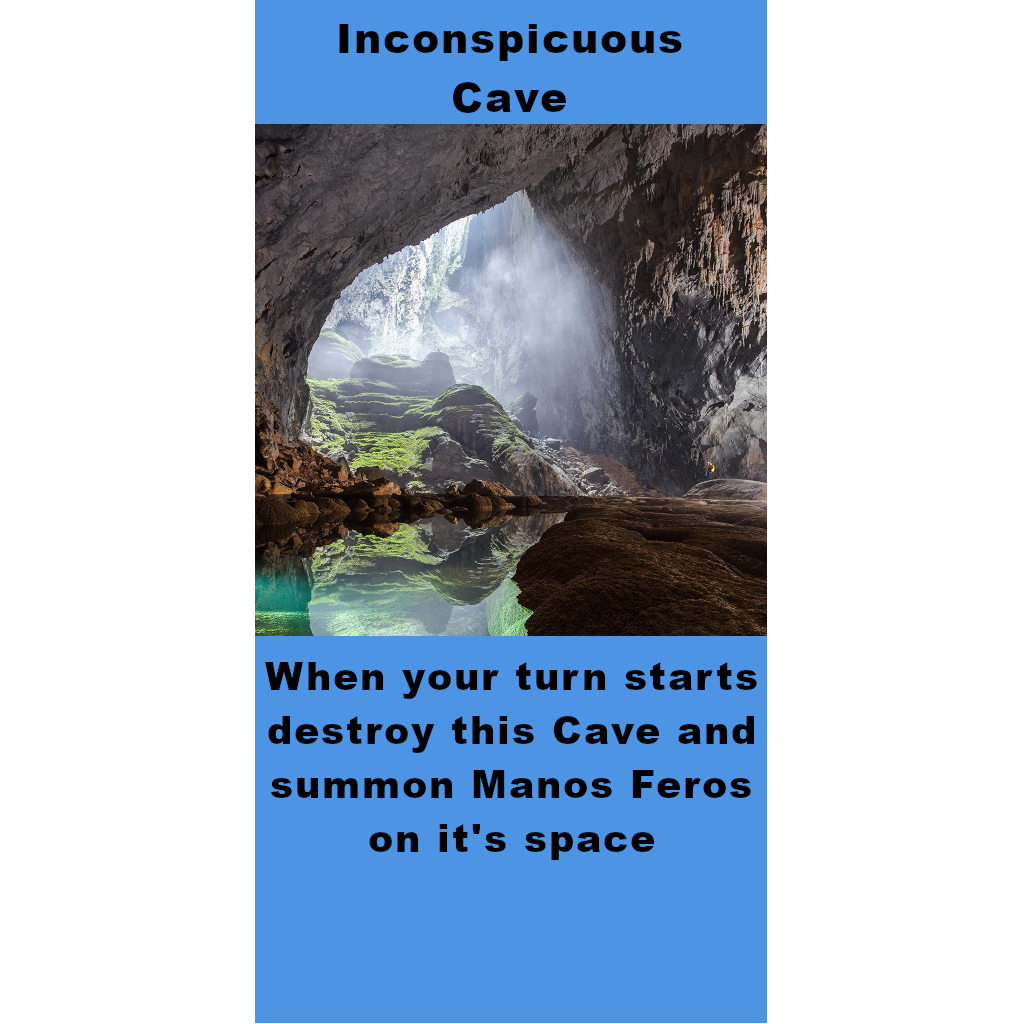 Inconspicuous
Cave
When your turn starts
destroy this Cave and
summon Manos Feros
on it's space